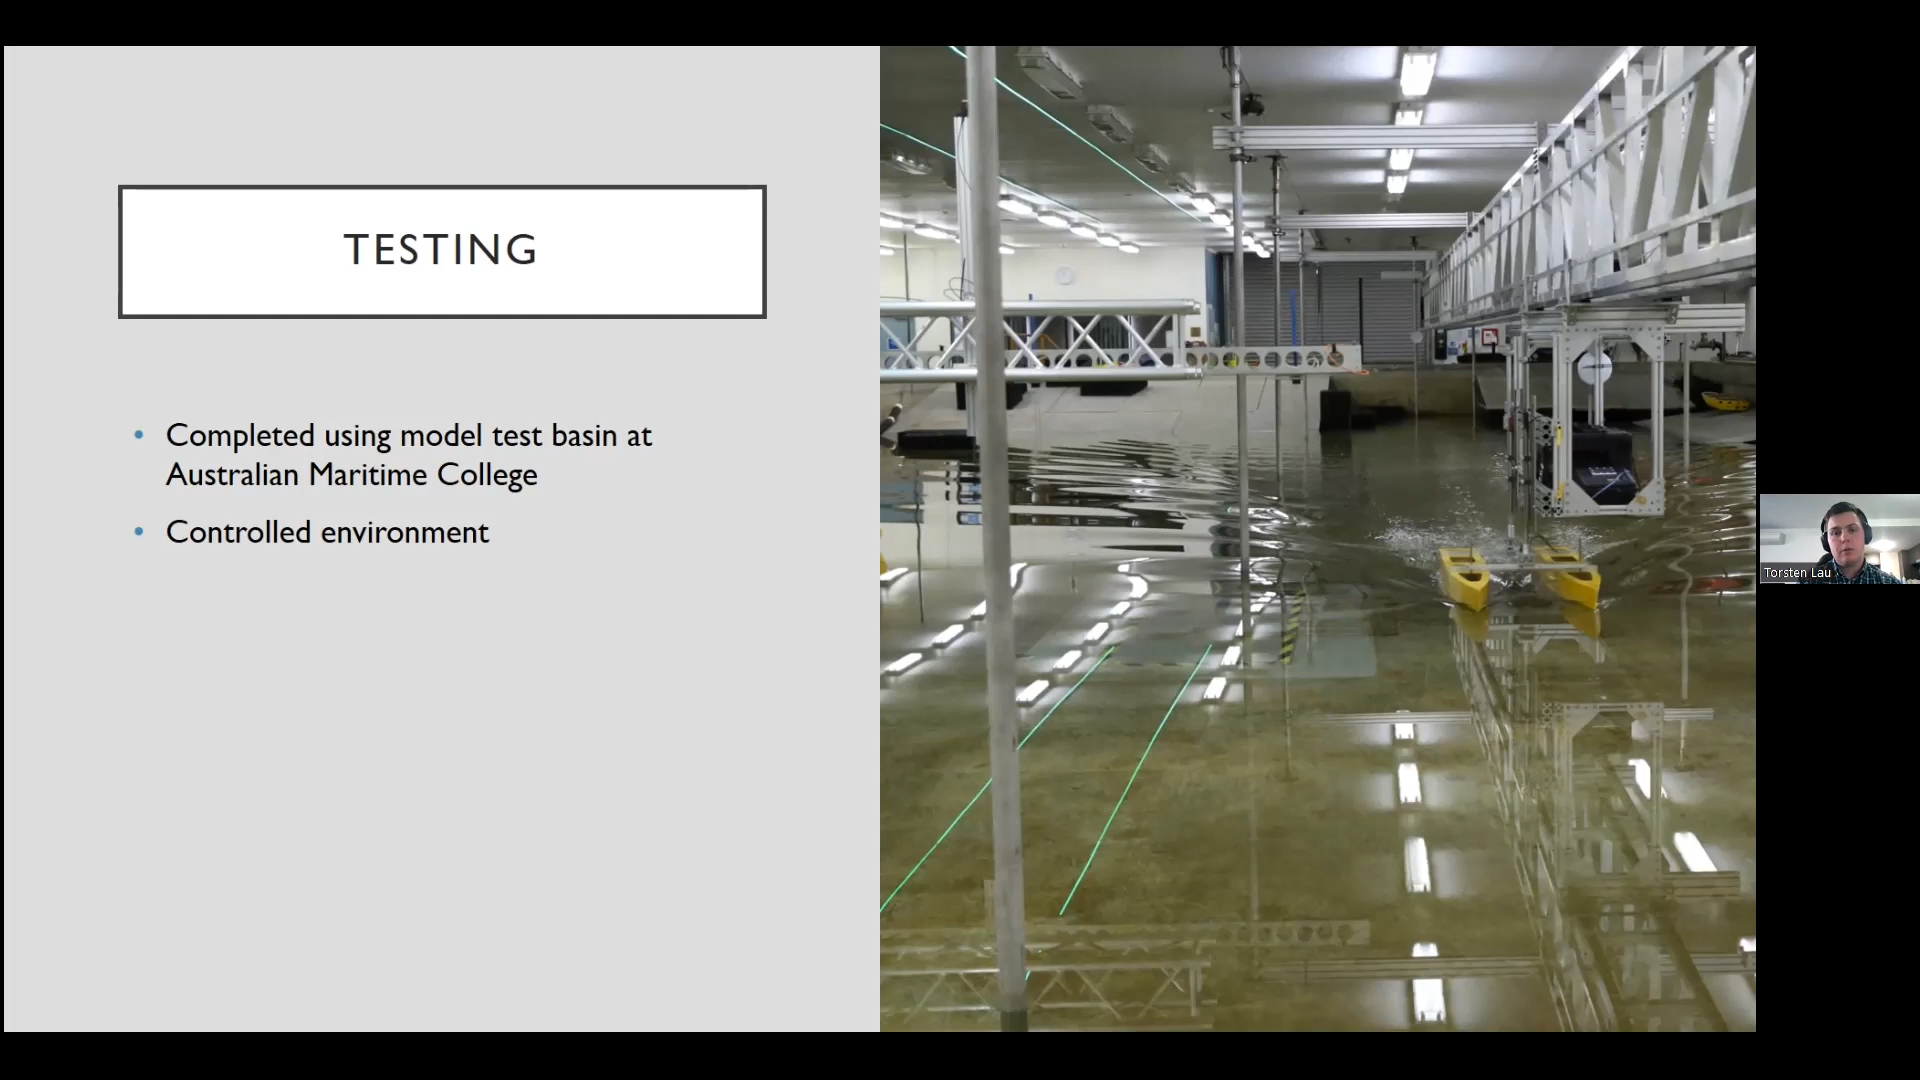 TESTING
• Completed using model test basin at
Australian Maritime College
• Controlled environment
Torsten Lau